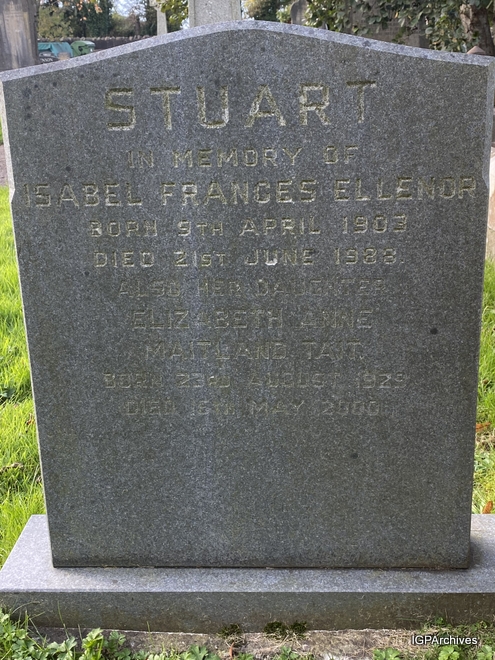 STUART
IN MEMORY OF
ISABEL FRANCES ELLENOR
BORN 9TH APRIL 1903
DIED 21ST JUNE 1988
ALSO HER DAUGHTER
ELIZABETH ANNE
MAITLAND TAIT.
BORN 23RD AUGUST 1929
DIED 15TH MAY 2000
IGPArchives